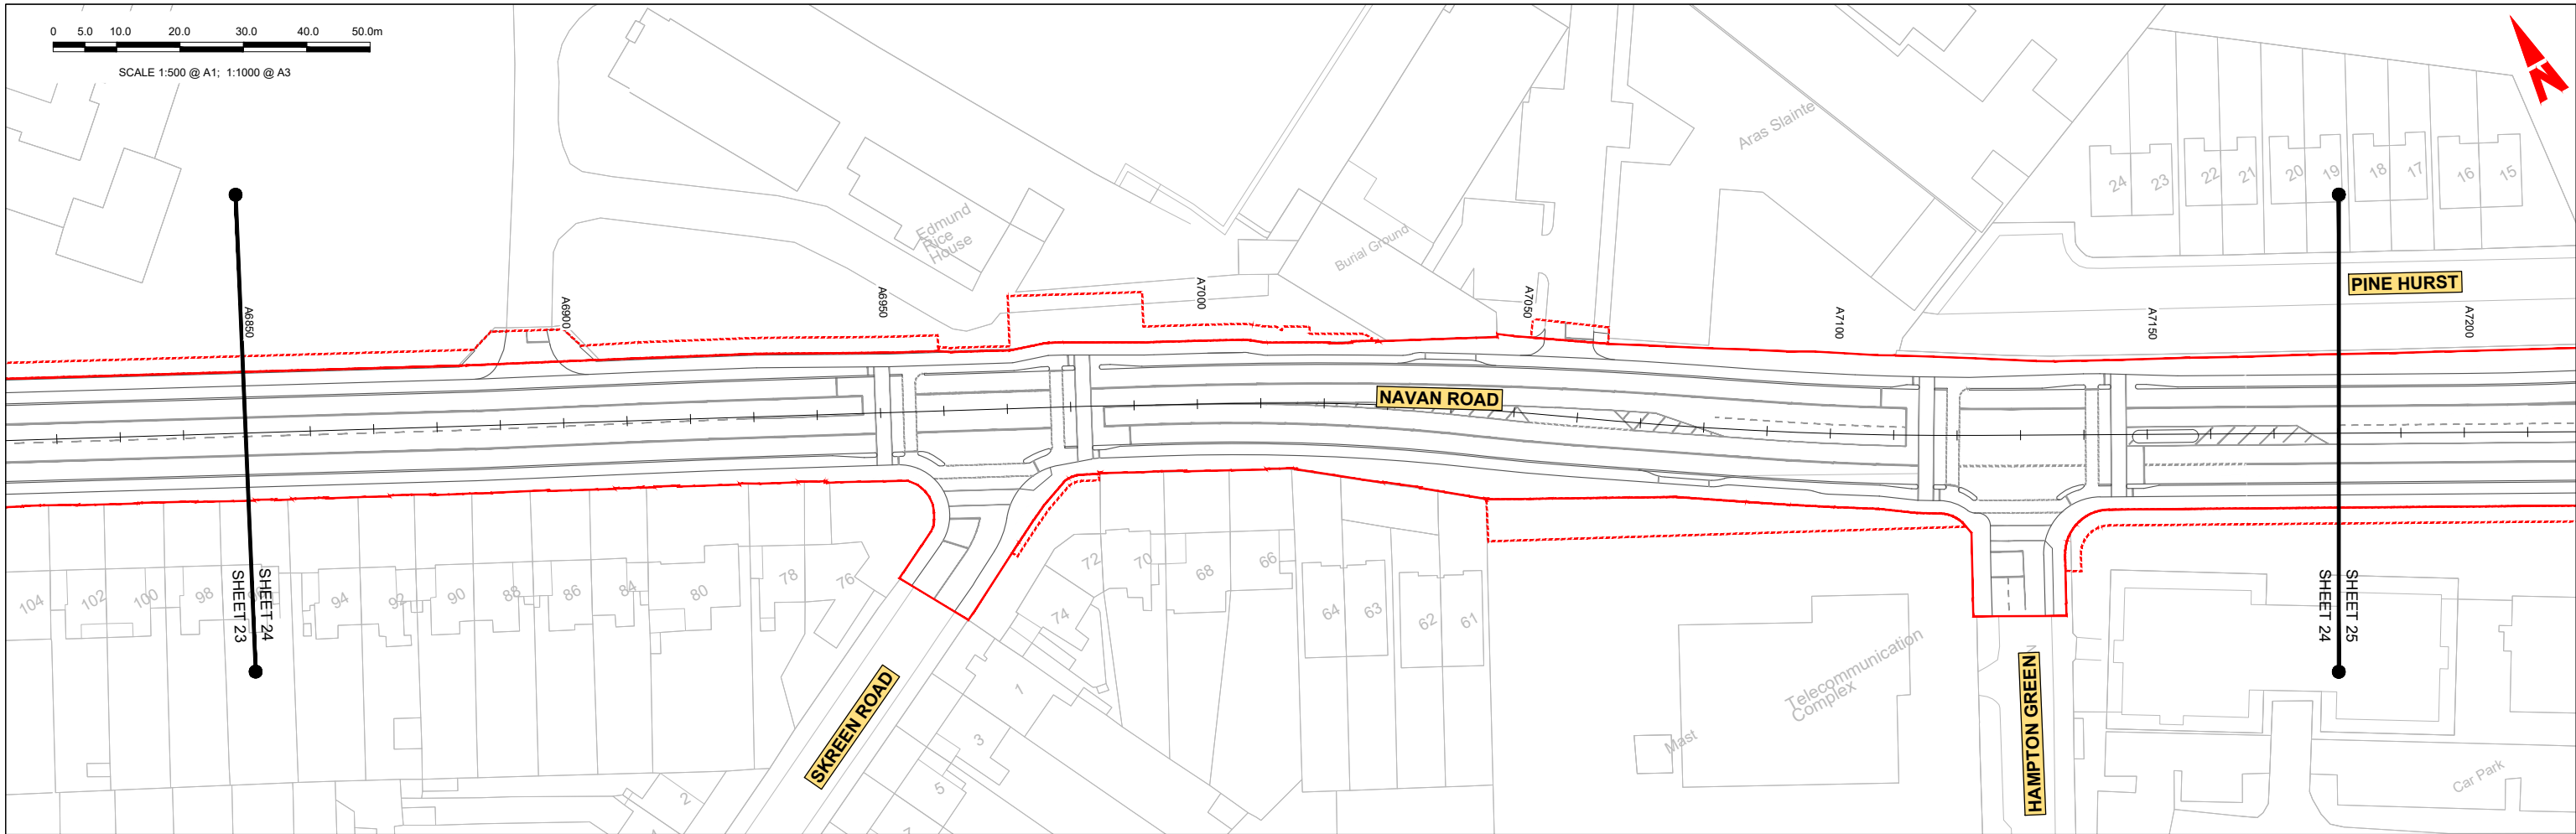 0 5.0 10.0 20.0 30.0 40.0 50.0m
SCALE 1:500 @ A1; 1:1000 @ A3
N
Aras Slainte
Edmund
Rice
House
Burial Ground
24 23 22 21 20 19 18 17 16 15
PINE HURST
A6850 A6900 A6950 A7000 A7050 A7100 A7150 A7200
NAVAN ROAD
104 102 100 98 94 92 90 88 86 84 80 78 76
72 70 68 66
74
64 63 62 61
SHEET 24
SHEET 23
SHEET 25
SHEET 24
SKREEN ROAD
1
3
5
7
2
Telecommunication
Complex
Mast
HAMPTON GREEN
Car Park